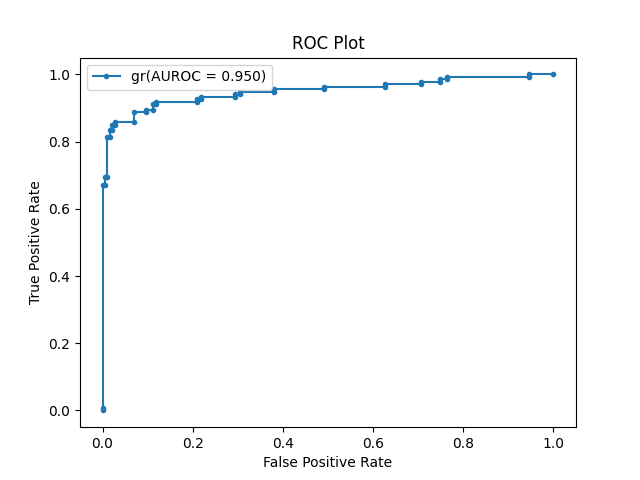 ROC Plot
gr(AUROC = 0.950)
1.0
0.8
0.6
0.4
0.2
0.0
True Positive Rate
0.0 0.2 0.4 0.6 0.8 1.0
False Positive Rate